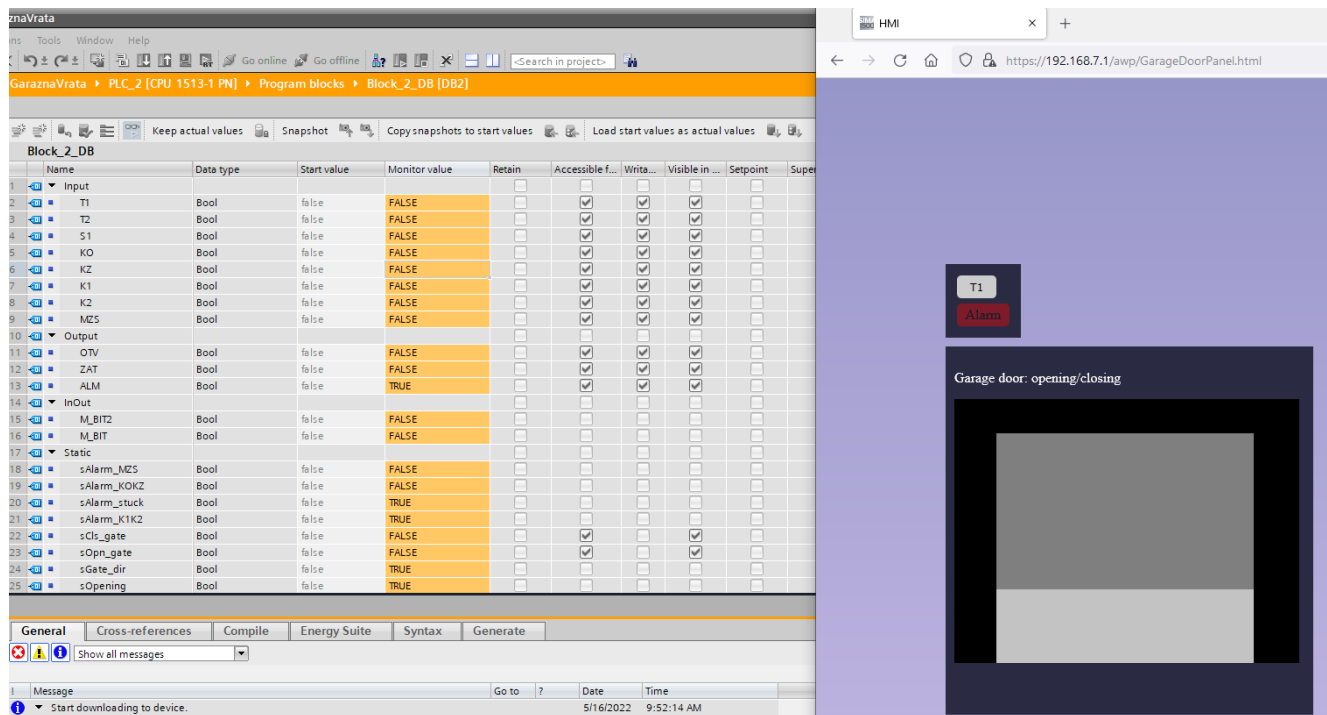 znaVrata
ns Tools Window Help
Go online Go offline <Search in project>
GaraznaVrata PLC_2 [CPU 1513-1 PN] Program blocks Block_2_DB [DB2]
Keep actual values Snapshot Copy snapshots to start values Load start values as actual values
Block_2_DB
Name Data type Start value Monitor value Retain Accessible f... Writa... Visible in ... Setpoint Super
1 Input
2 T1 Bool false FALSE
3 T2 Bool false FALSE
4 S1 Bool false FALSE
5 KO Bool false FALSE
6 KZ Bool false FALSE
7 K1 Bool false FALSE
8 K2 Bool false FALSE
9 MZS Bool false FALSE
10 Output
11 OTV Bool false FALSE
12 ZAT Bool false FALSE
13 ALM Bool false TRUE
14 InOut
15 M_BIT2 Bool false FALSE
16 M_BIT Bool false FALSE
17 Static
18 sAlarm_MZS Bool false FALSE
19 sAlarm_KOKZ Bool false FALSE
20 sAlarm_stuck Bool false TRUE
21 sAlarm_K1K2 Bool false TRUE
22 sCls_gate Bool false FALSE
23 sOpn_gate Bool false FALSE
24 sGate_dir Bool false TRUE
25 sOpening Bool false TRUE
General Cross-references Compile Energy Suite Syntax Generate
Show all messages
! Message Go to ? Date Time
Start downloading to device. 5/16/2022 9:52:14 AM
HMI
https://192.168.7.1/awp/GarageDoorPanel.html
T1
Alarm
Garage door: opening/closing